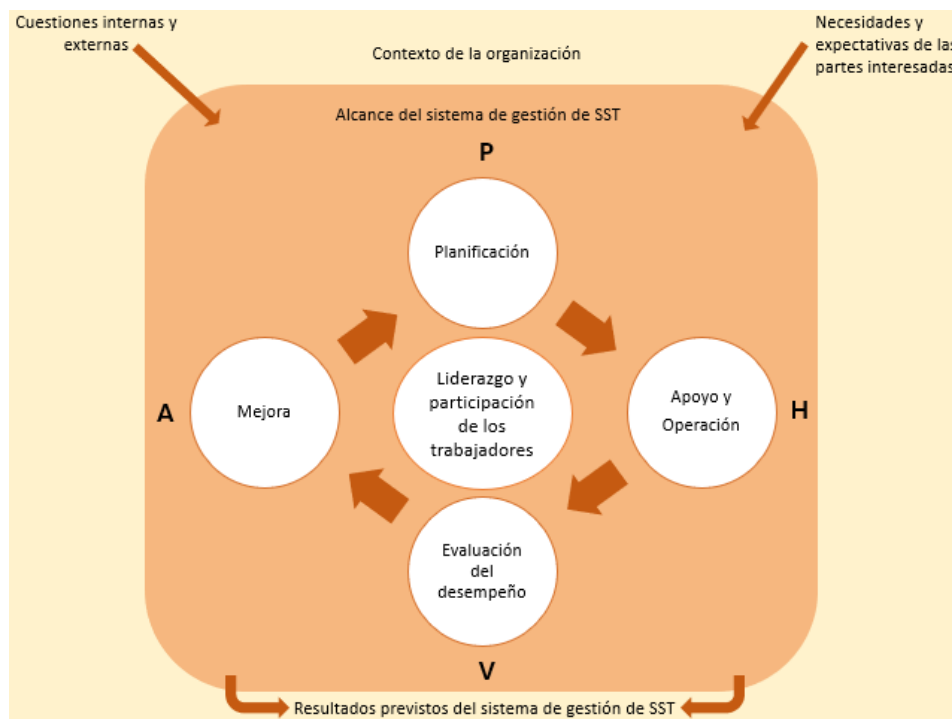 Cuestiones internas y
externas
Contexto de la organización
Necesidades y
expectativas de las
partes interesadas
Alcance del sistema de gestión de SST
P
Planificación
A
Mejora
Liderazgo y
participación
de los
trabajadores
Apoyo y
Operación
H
Evaluación
del
desempeño
V
Resultados previstos del sistema de gestión de SST